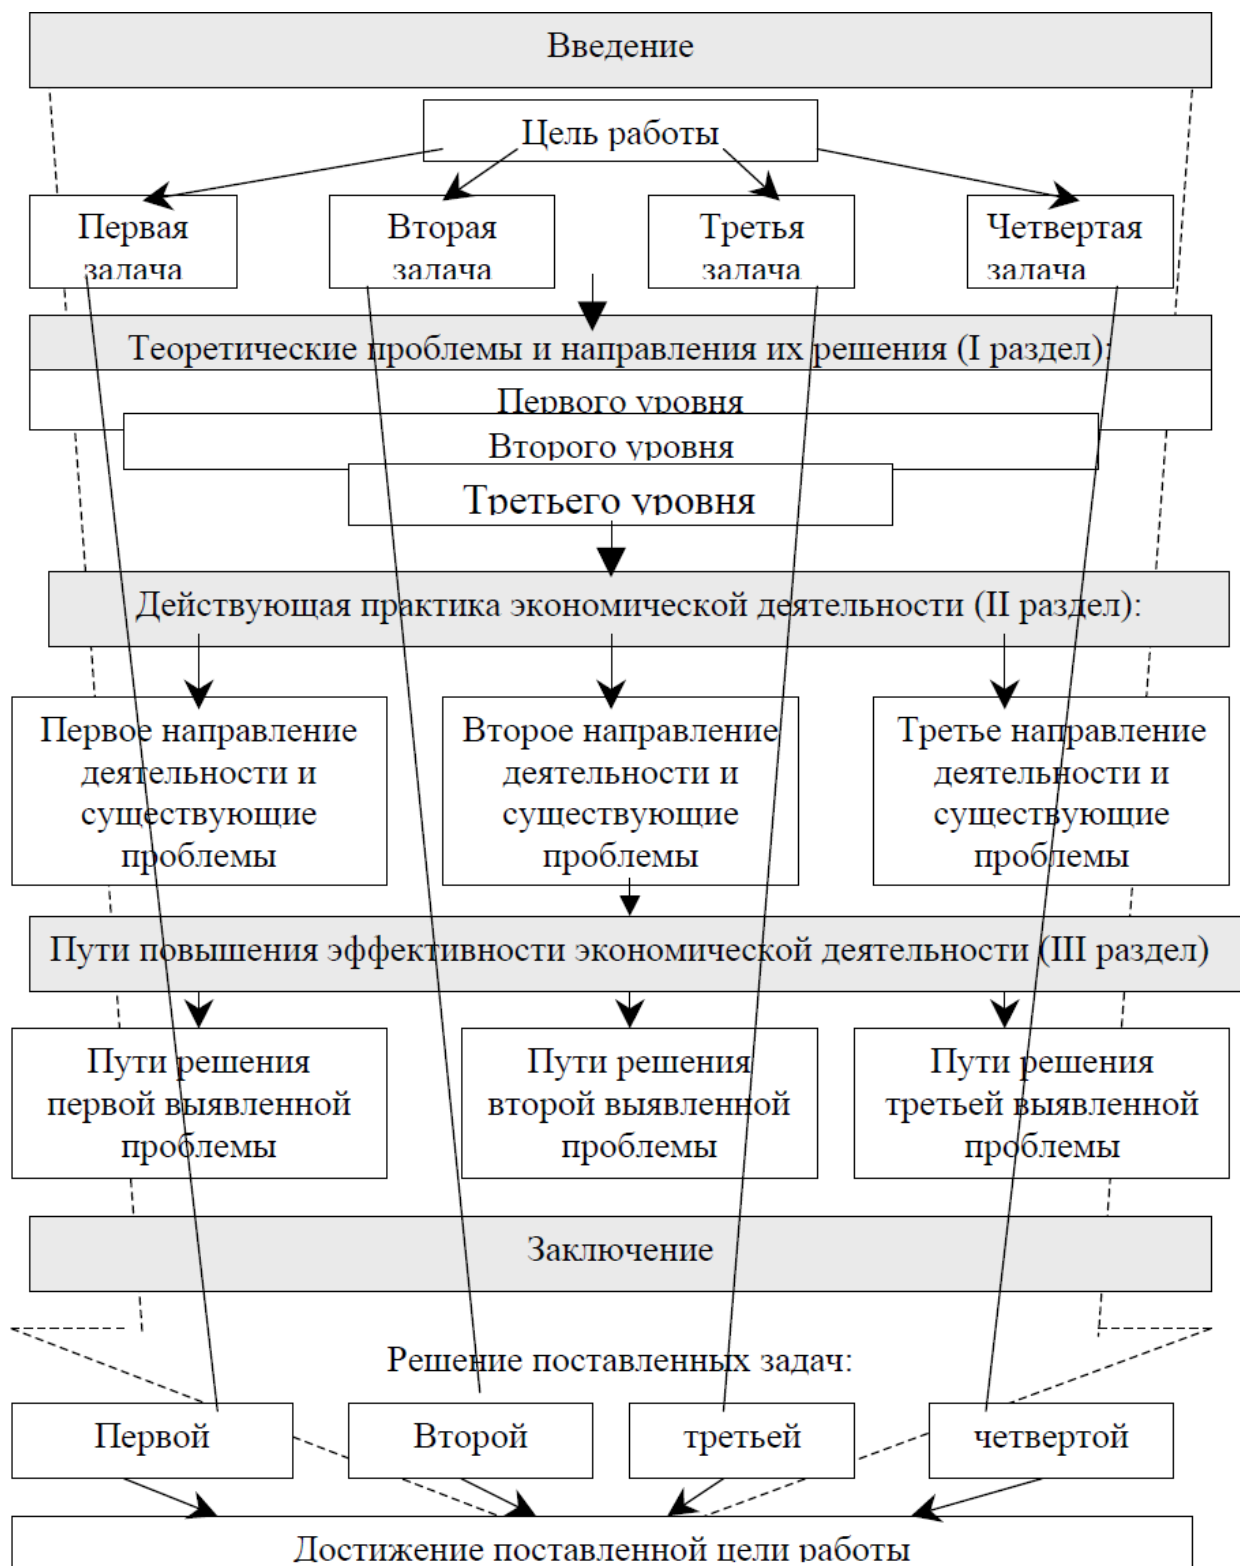 Введение
Цель работы
Первая
задача
Вторая
задача
Третья
задача
Четвертая
задача
Теоретические проблемы и направления их решения (I раздел):
Первого уровня
Второго уровня
Третьего уровня
Действующая практика экономической деятельности (II раздел):
Первое направление
деятельности и
существующие
проблемы
Второе направление
деятельности и
существующие
проблемы
Третье направление
деятельности и
существующие
проблемы
Пути повышения эффективности экономической деятельности (III раздел)
Пути решения
первой выявленной
проблемы
Пути решения
второй выявленной
проблемы
Пути решения
третьей выявленной
проблемы
Заключение
Решение поставленных задач:
Первой
Второй
третьей
четвертой
Достижение поставленной цели работы